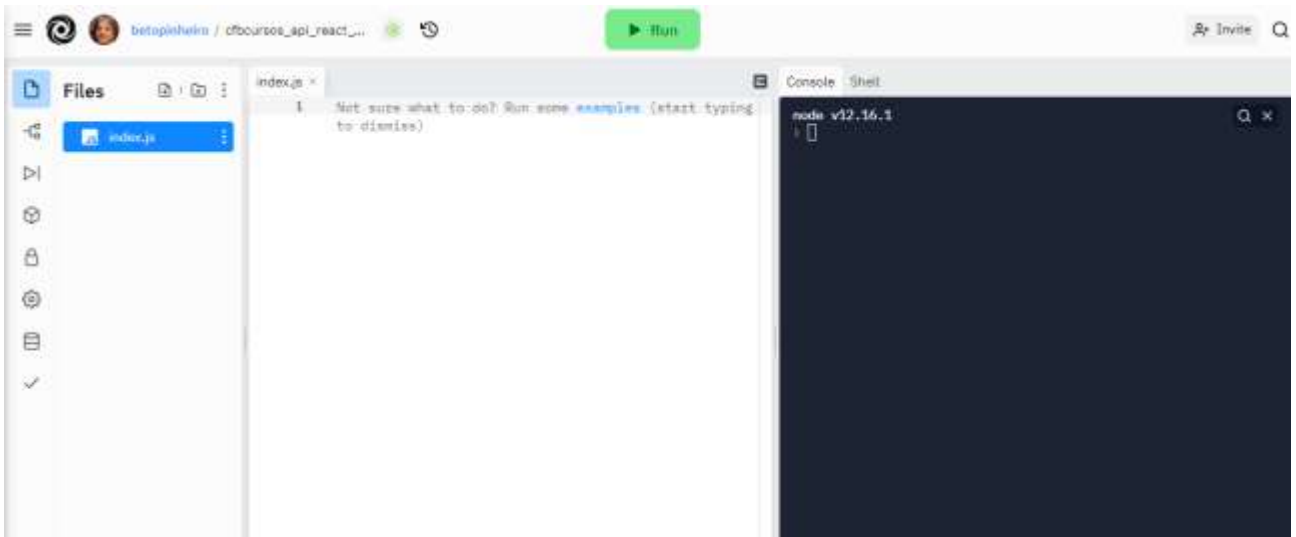 betopinheiro / cfbcursos_api_react_...
Run
Invite
Files
index.js
index.js ×
1 Not sure what to do? Run some examples (start typing
to dismiss)
Console Shell
node v12.16.1